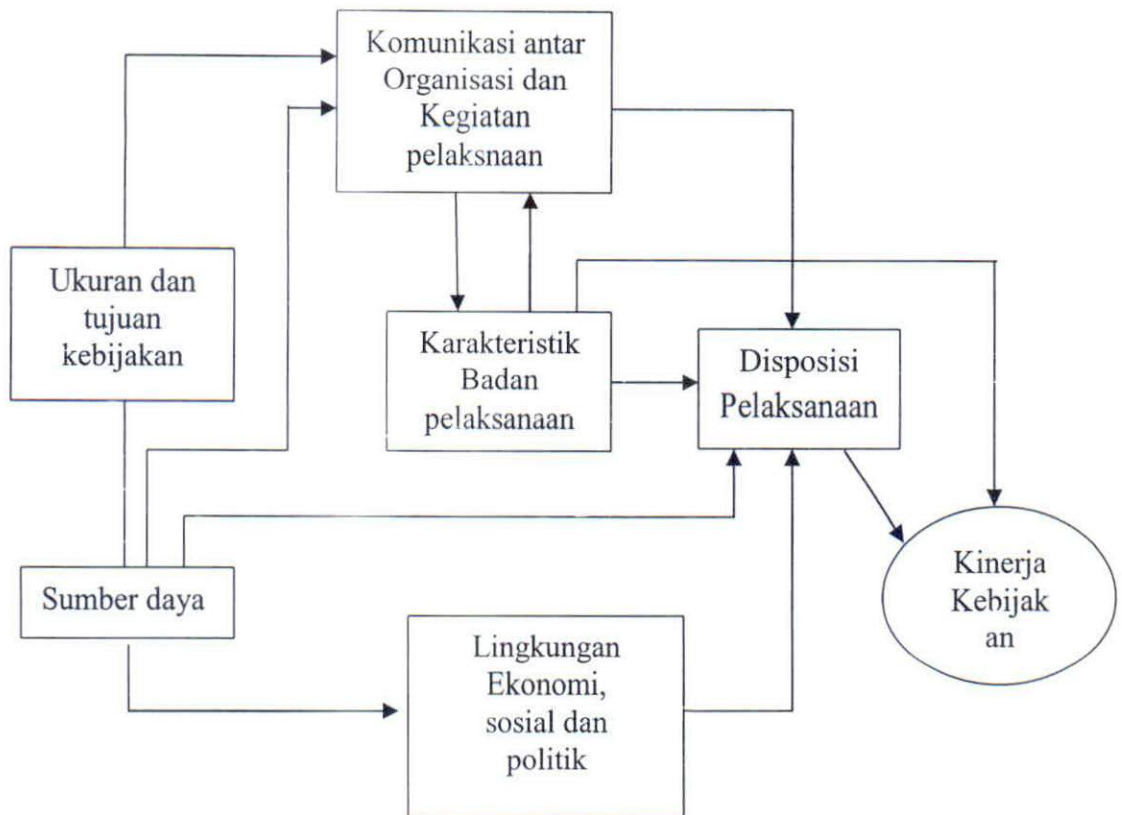 Komunikasi antar
Organisasi dan
Kegiatan
pelaksnaan
Ukuran dan
tujuan
kebijakan
Karakteristik
Badan
pelaksanaan
Disposisi
Pelaksanaan
Sumber daya
Kinerja
Kebijak
an
Lingkungan
Ekonomi,
sosial dan
politik